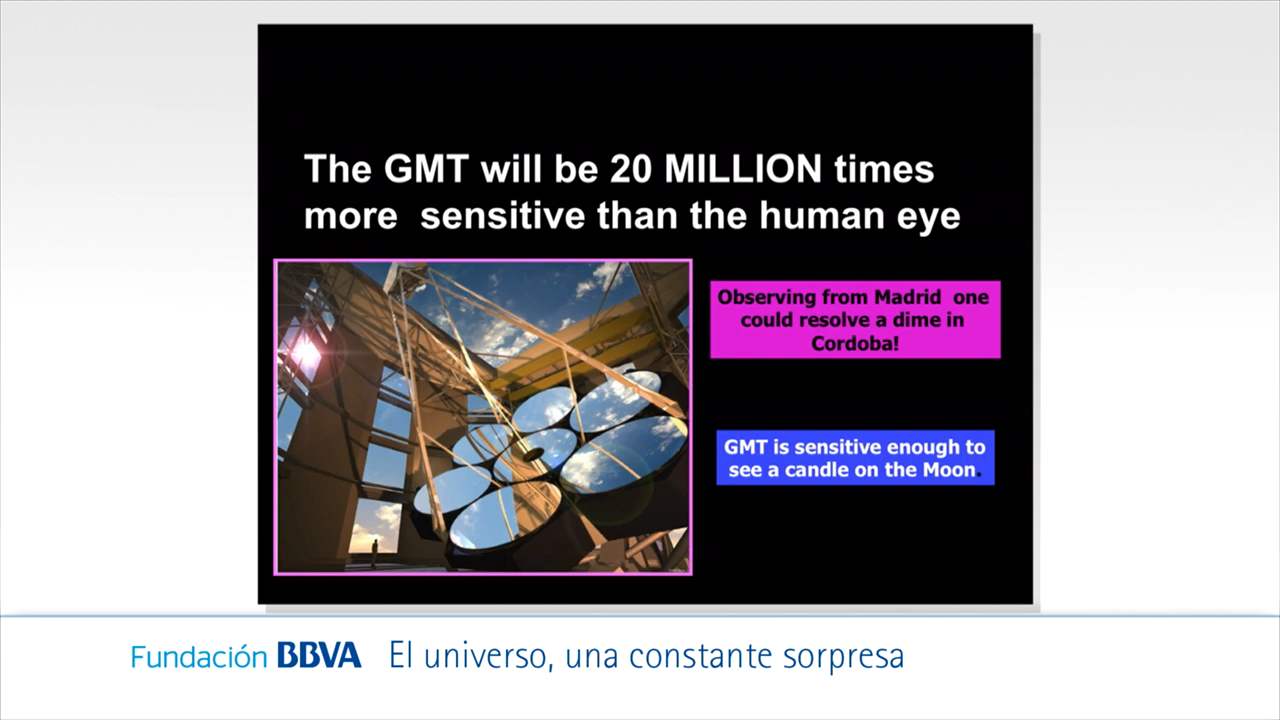 The GMT will be 20 MILLION times
more sensitive than the human eye
Observing from Madrid one
could resolve a dime in
Cordoba!
GMT is sensitive enough to
see a candle on the Moon.
Fundación BBVA El universo, una constante sorpresa